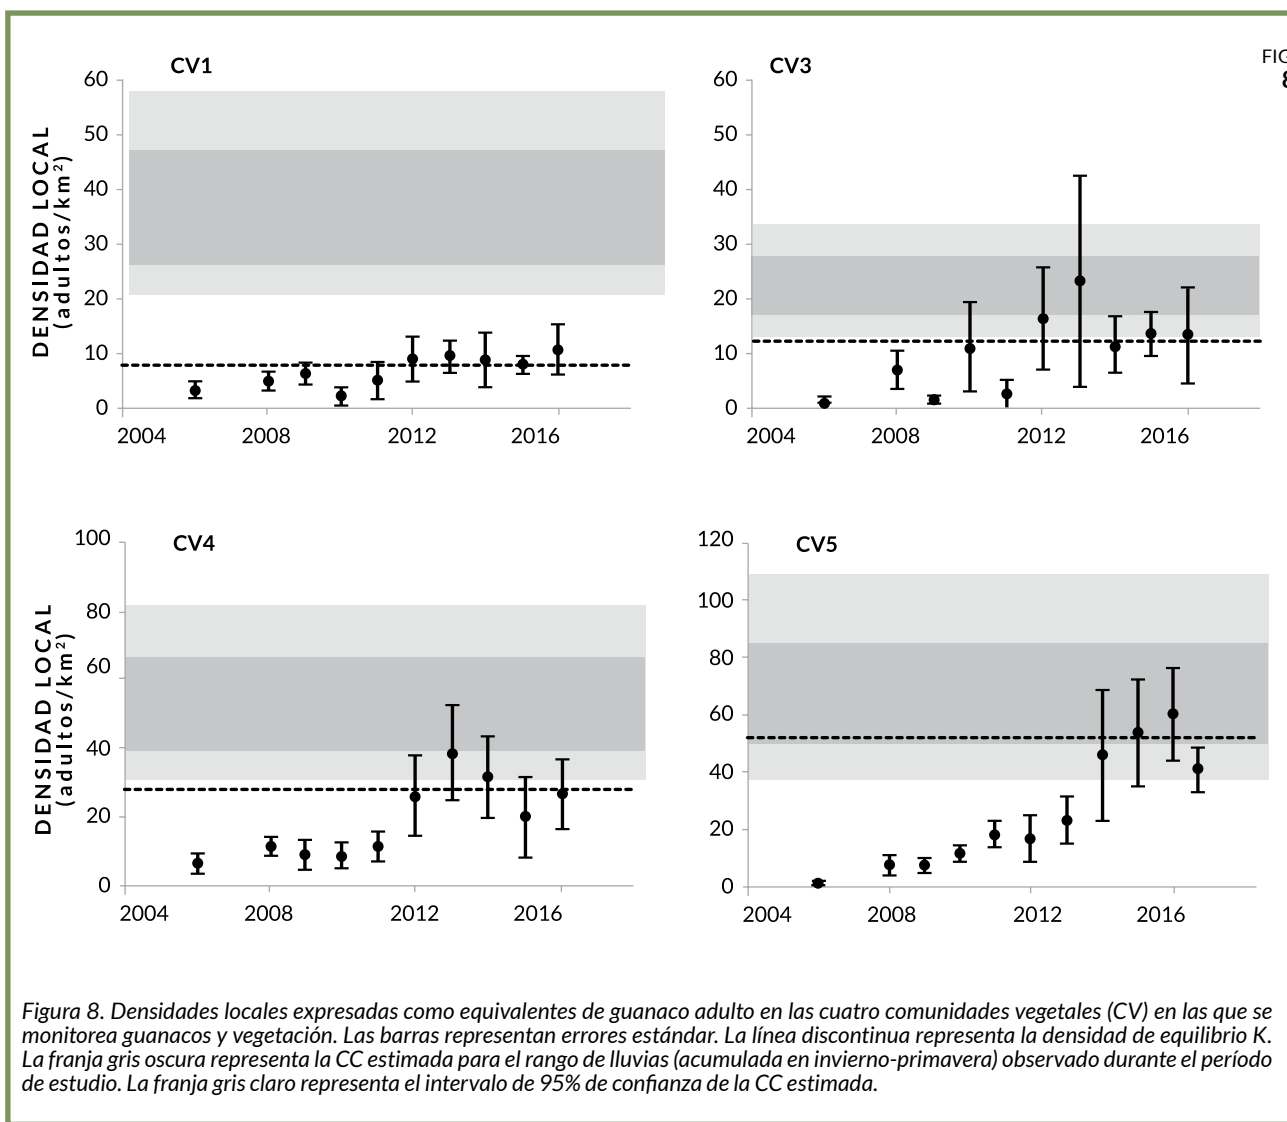 FIG
8
CV1
DENSIDAD LOCAL
(adultos/km²)
60
50
40
30
20
10
0
2004 2008 2012 2016
CV3
60
50
40
30
20
10
0
2004 2008 2012 2016
CV4
DENSIDAD LOCAL
(adultos/km²)
100
80
60
40
20
0
2004 2008 2012 2016
CV5
120
100
80
60
40
20
0
2004 2008 2012 2016
Figura 8. Densidades locales expresadas como equivalentes de guanaco adulto en las cuatro comunidades vegetales (CV) en las que se
monitorea guanacos y vegetación. Las barras representan errores estándar. La línea discontinua representa la densidad de equilibrio K.
La franja gris oscura representa la CC estimada para el rango de lluvias (acumulada en invierno-primavera) observado durante el período
de estudio. La franja gris claro representa el intervalo de 95% de confianza de la CC estimada.